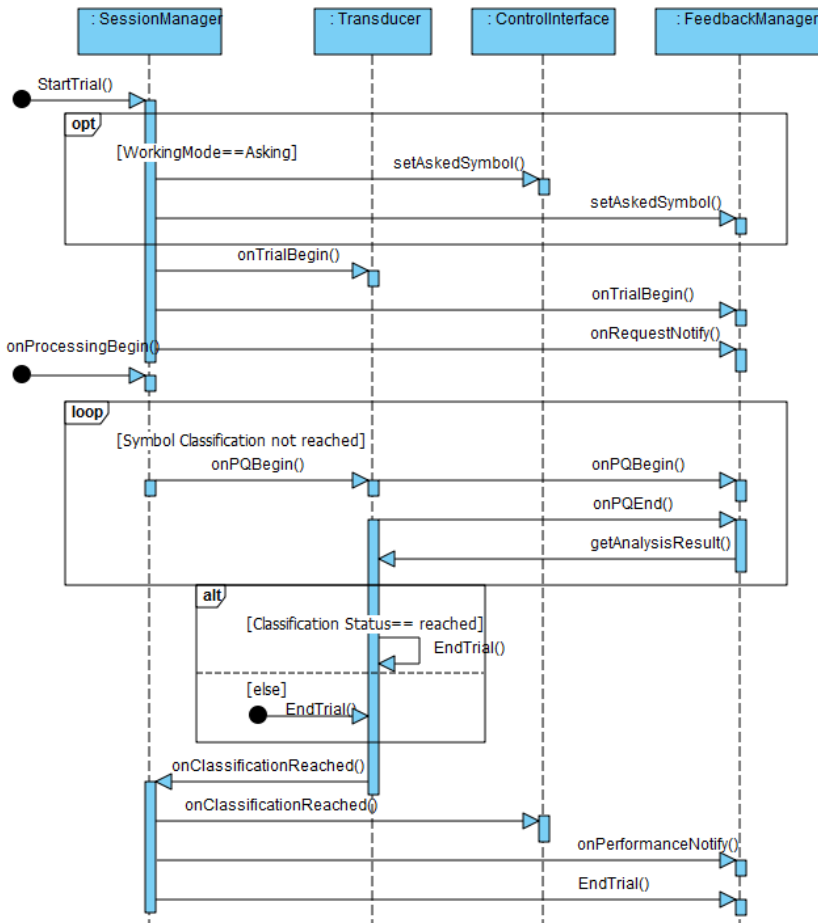 : SessionManager
: Transducer
: ControlInterface
: FeedbackManager
StartTrial()
opt
[WorkingMode==Asking]
setAskedSymbol()
setAskedSymbol()
onTrialBegin()
onTrialBegin()
onRequestNotify()
onProcessingBegin()
loop
[Symbol Classification not reached]
onPQBegin()
onPQBegin()
onPQEnd()
getAnalysisResult()
alt
[Classification Status== reached]
EndTrial()
[else]
EndTrial()
onClassificationReached()
onClassificationReached()
onPerformanceNotify()
EndTrial()